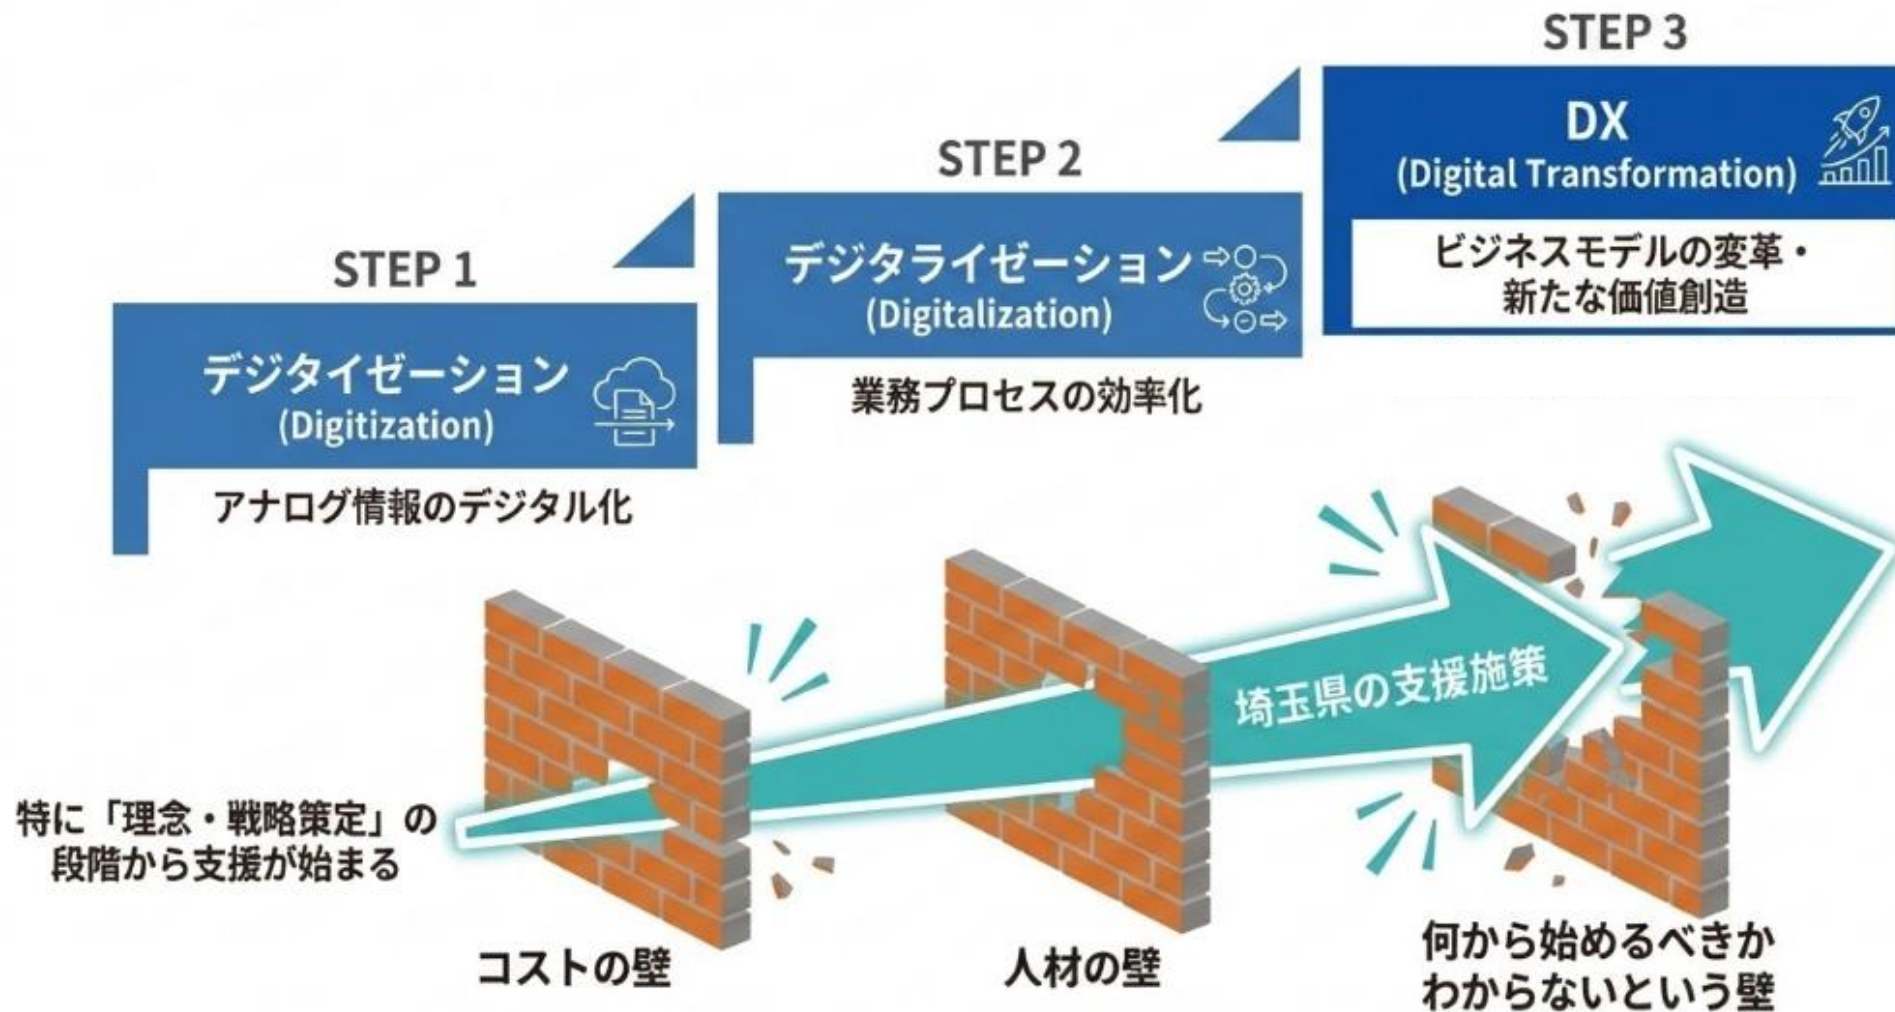 STEP 1
デジタイゼーション
(Digitization)
アナログ情報のデジタル化
STEP 2
デジタライゼーション
(Digitalization)
業務プロセスの効率化
STEP 3
DX
(Digital Transformation)
ビジネスモデルの変革・
新たな価値創造
特に「理念・戦略策定」の
段階から支援が始まる
埼玉県の支援施策
コストの壁
人材の壁
何から始めるべきか
わからないという壁